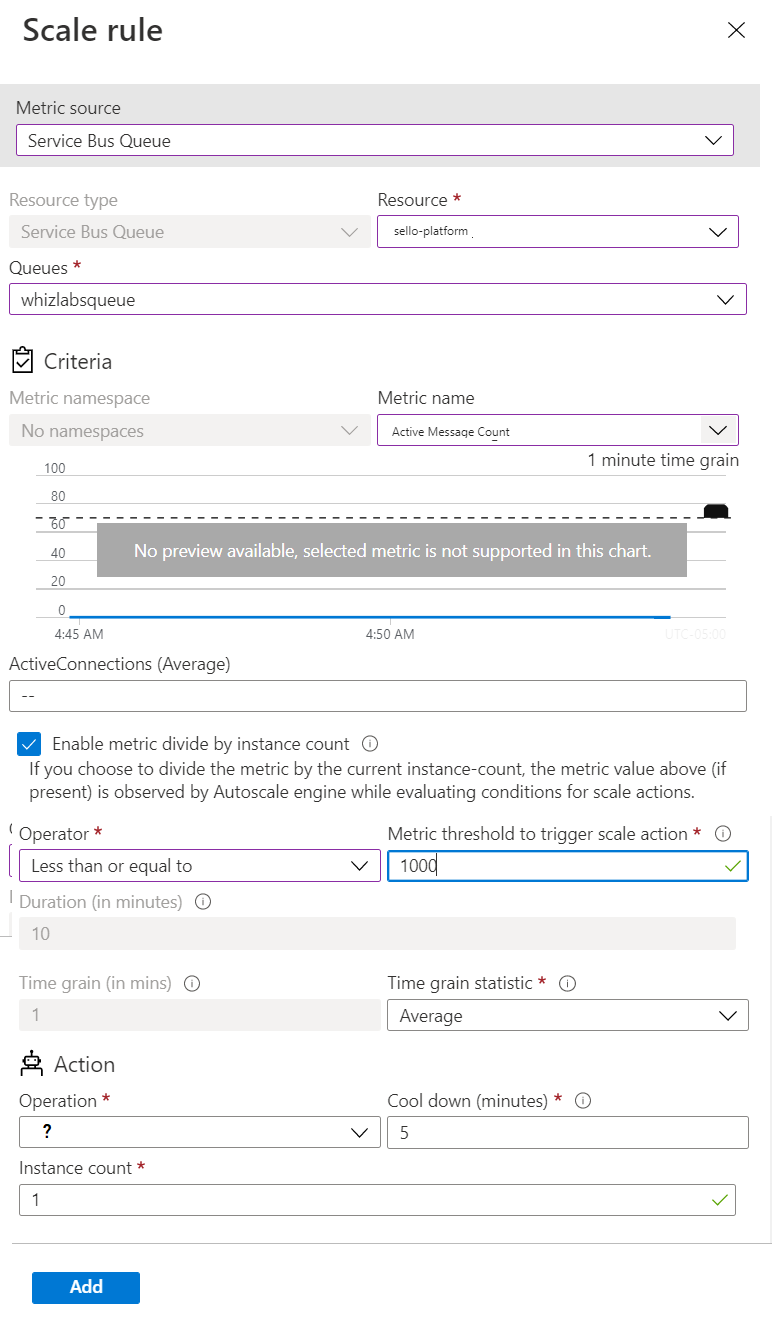 Scale rule
Metric source
Service Bus Queue
Resource type
Resource *
Service Bus Queue
sello-platform
Queues *
whizlabsqueue
Criteria
Metric namespace
Metric name
No namespaces
Active Message Count
1 minute time grain
100
80
60
40
20
0
No preview available, selected metric is not supported in this chart.
4:45 AM
4:50 AM
UTC-05:00
ActiveConnections (Average)
--
Enable metric divide by instance count
If you choose to divide the metric by the current instance-count, the metric value above (if
present) is observed by Autoscale engine while evaluating conditions for scale actions.
Operator *
Metric threshold to trigger scale action *
Less than or equal to
1000
Duration (in minutes)
10
Time grain (in mins)
Time grain statistic *
1
Average
Action
Operation *
Cool down (minutes) *
?
5
Instance count *
1
Add